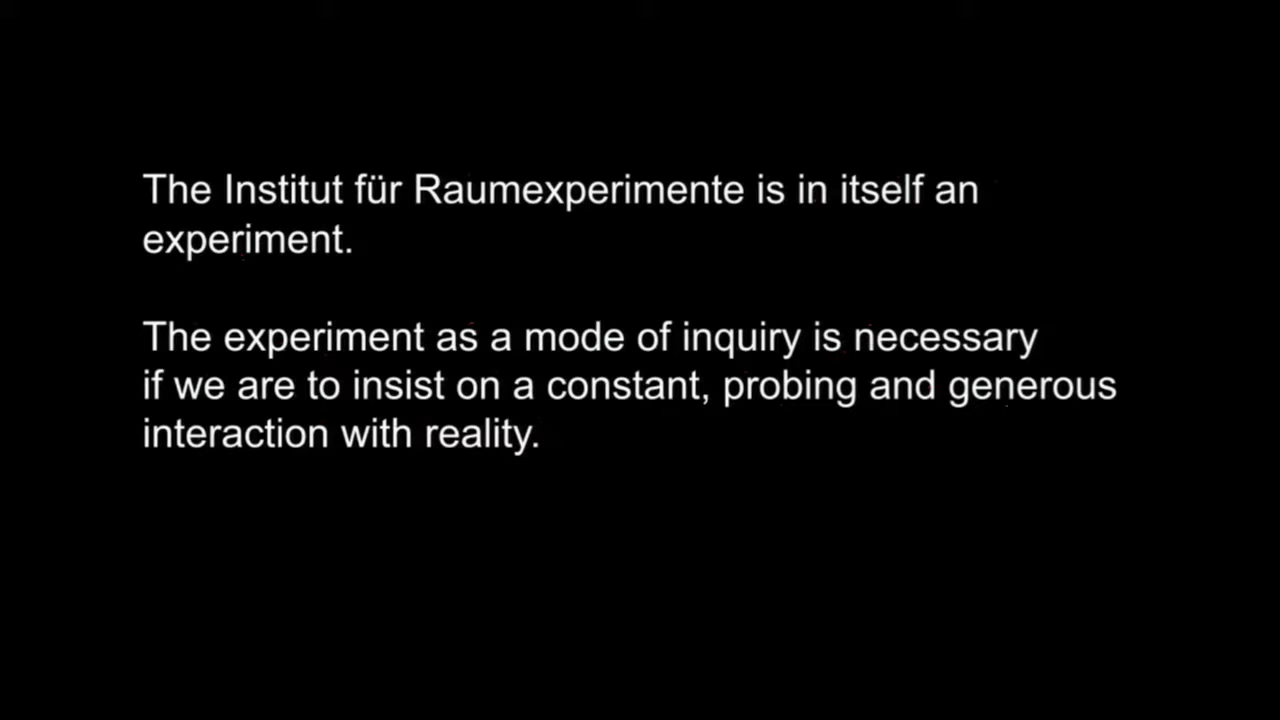 The Institut für Raumexperimente is in itself an
experiment.
The experiment as a mode of inquiry is necessary
if we are to insist on a constant, probing and generous
interaction with reality.